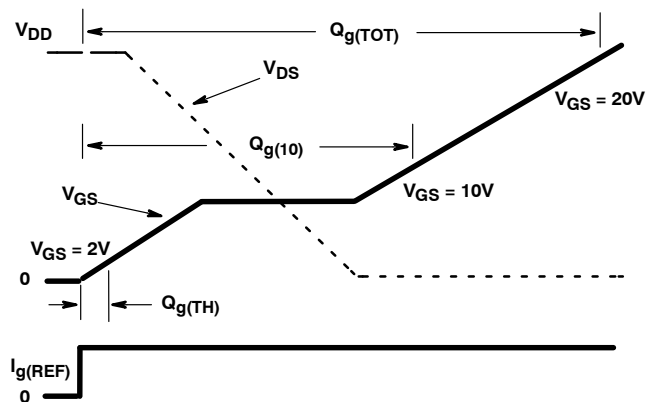 VDD
Qg(TOT)
VDS
VGS = 20V
Qg(10)
VGS
VGS = 10V
VGS = 2V
0
Qg(TH)
Ig(REF)
0